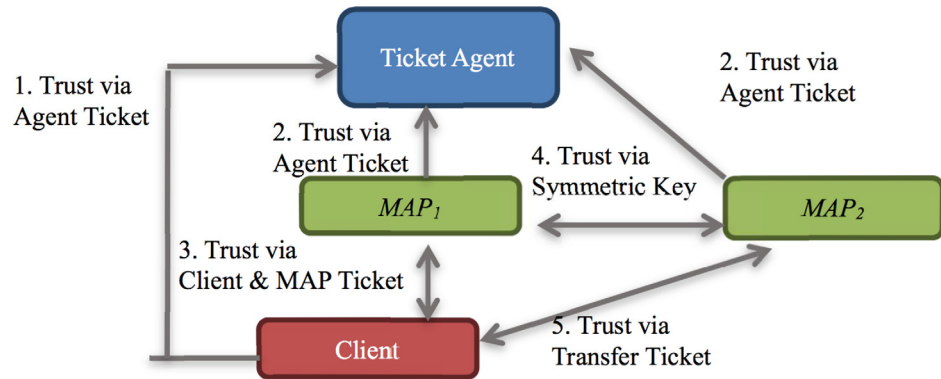 Ticket Agent
1. Trust via
Agent Ticket
2. Trust via
Agent Ticket
2. Trust via
Agent Ticket
4. Trust via
Symmetric Key
MAP₁
MAP₂
3. Trust via
Client & MAP Ticket
5. Trust via
Transfer Ticket
Client